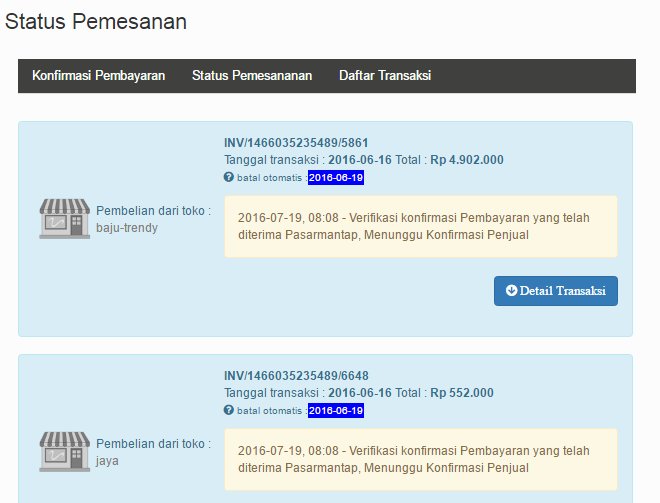 Status Pemesanan
Konfirmasi Pembayaran Status Pemesananan Daftar Transaksi
INV/1466035235489/5861
Tanggal transaksi : 2016-06-16 Total : Rp 4.902.000
batal otomatis : 2016-06-19
Pembelian dari toko :
baju-trendy
2016-07-19, 08:08 - Verifikasi konfirmasi Pembayaran yang telah
diterima Pasarmantap, Menunggu Konfirmasi Penjual
Detail Transaksi
INV/1466035235489/6648
Tanggal transaksi : 2016-06-16 Total : Rp 552.000
batal otomatis : 2016-06-19
Pembelian dari toko :
jaya
2016-07-19, 08:08 - Verifikasi konfirmasi Pembayaran yang telah
diterima Pasarmantap, Menunggu Konfirmasi Penjual